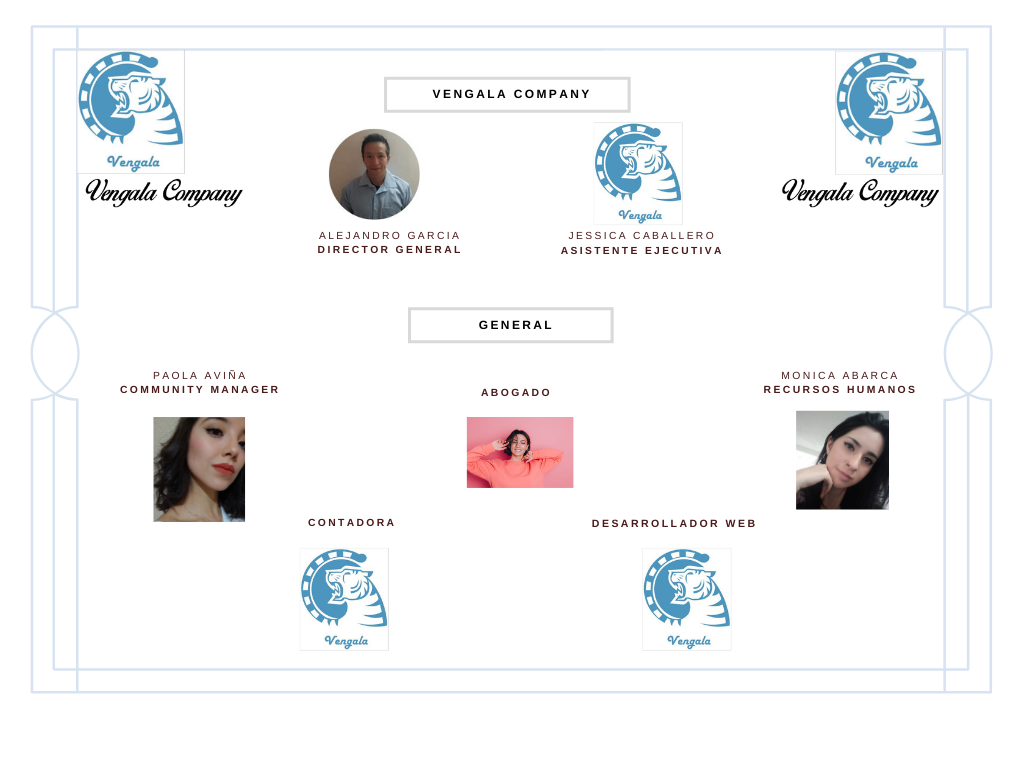 VENGALA COMPANY
Vengala
Vengala Company
Vengala
Vengala Company
Vengala
ALEJANDRO GARCIA
DIRECTOR GENERAL
JESSICA CABALLERO
ASISTENTE EJECUTIVA
GENERAL
PAOLA AVIÑA
COMMUNITY MANAGER
ABOGADO
MONICA ABARCA
RECURSOS HUMANOS
CONTADORA
DESARROLLADOR WEB
Vengala
Vengala